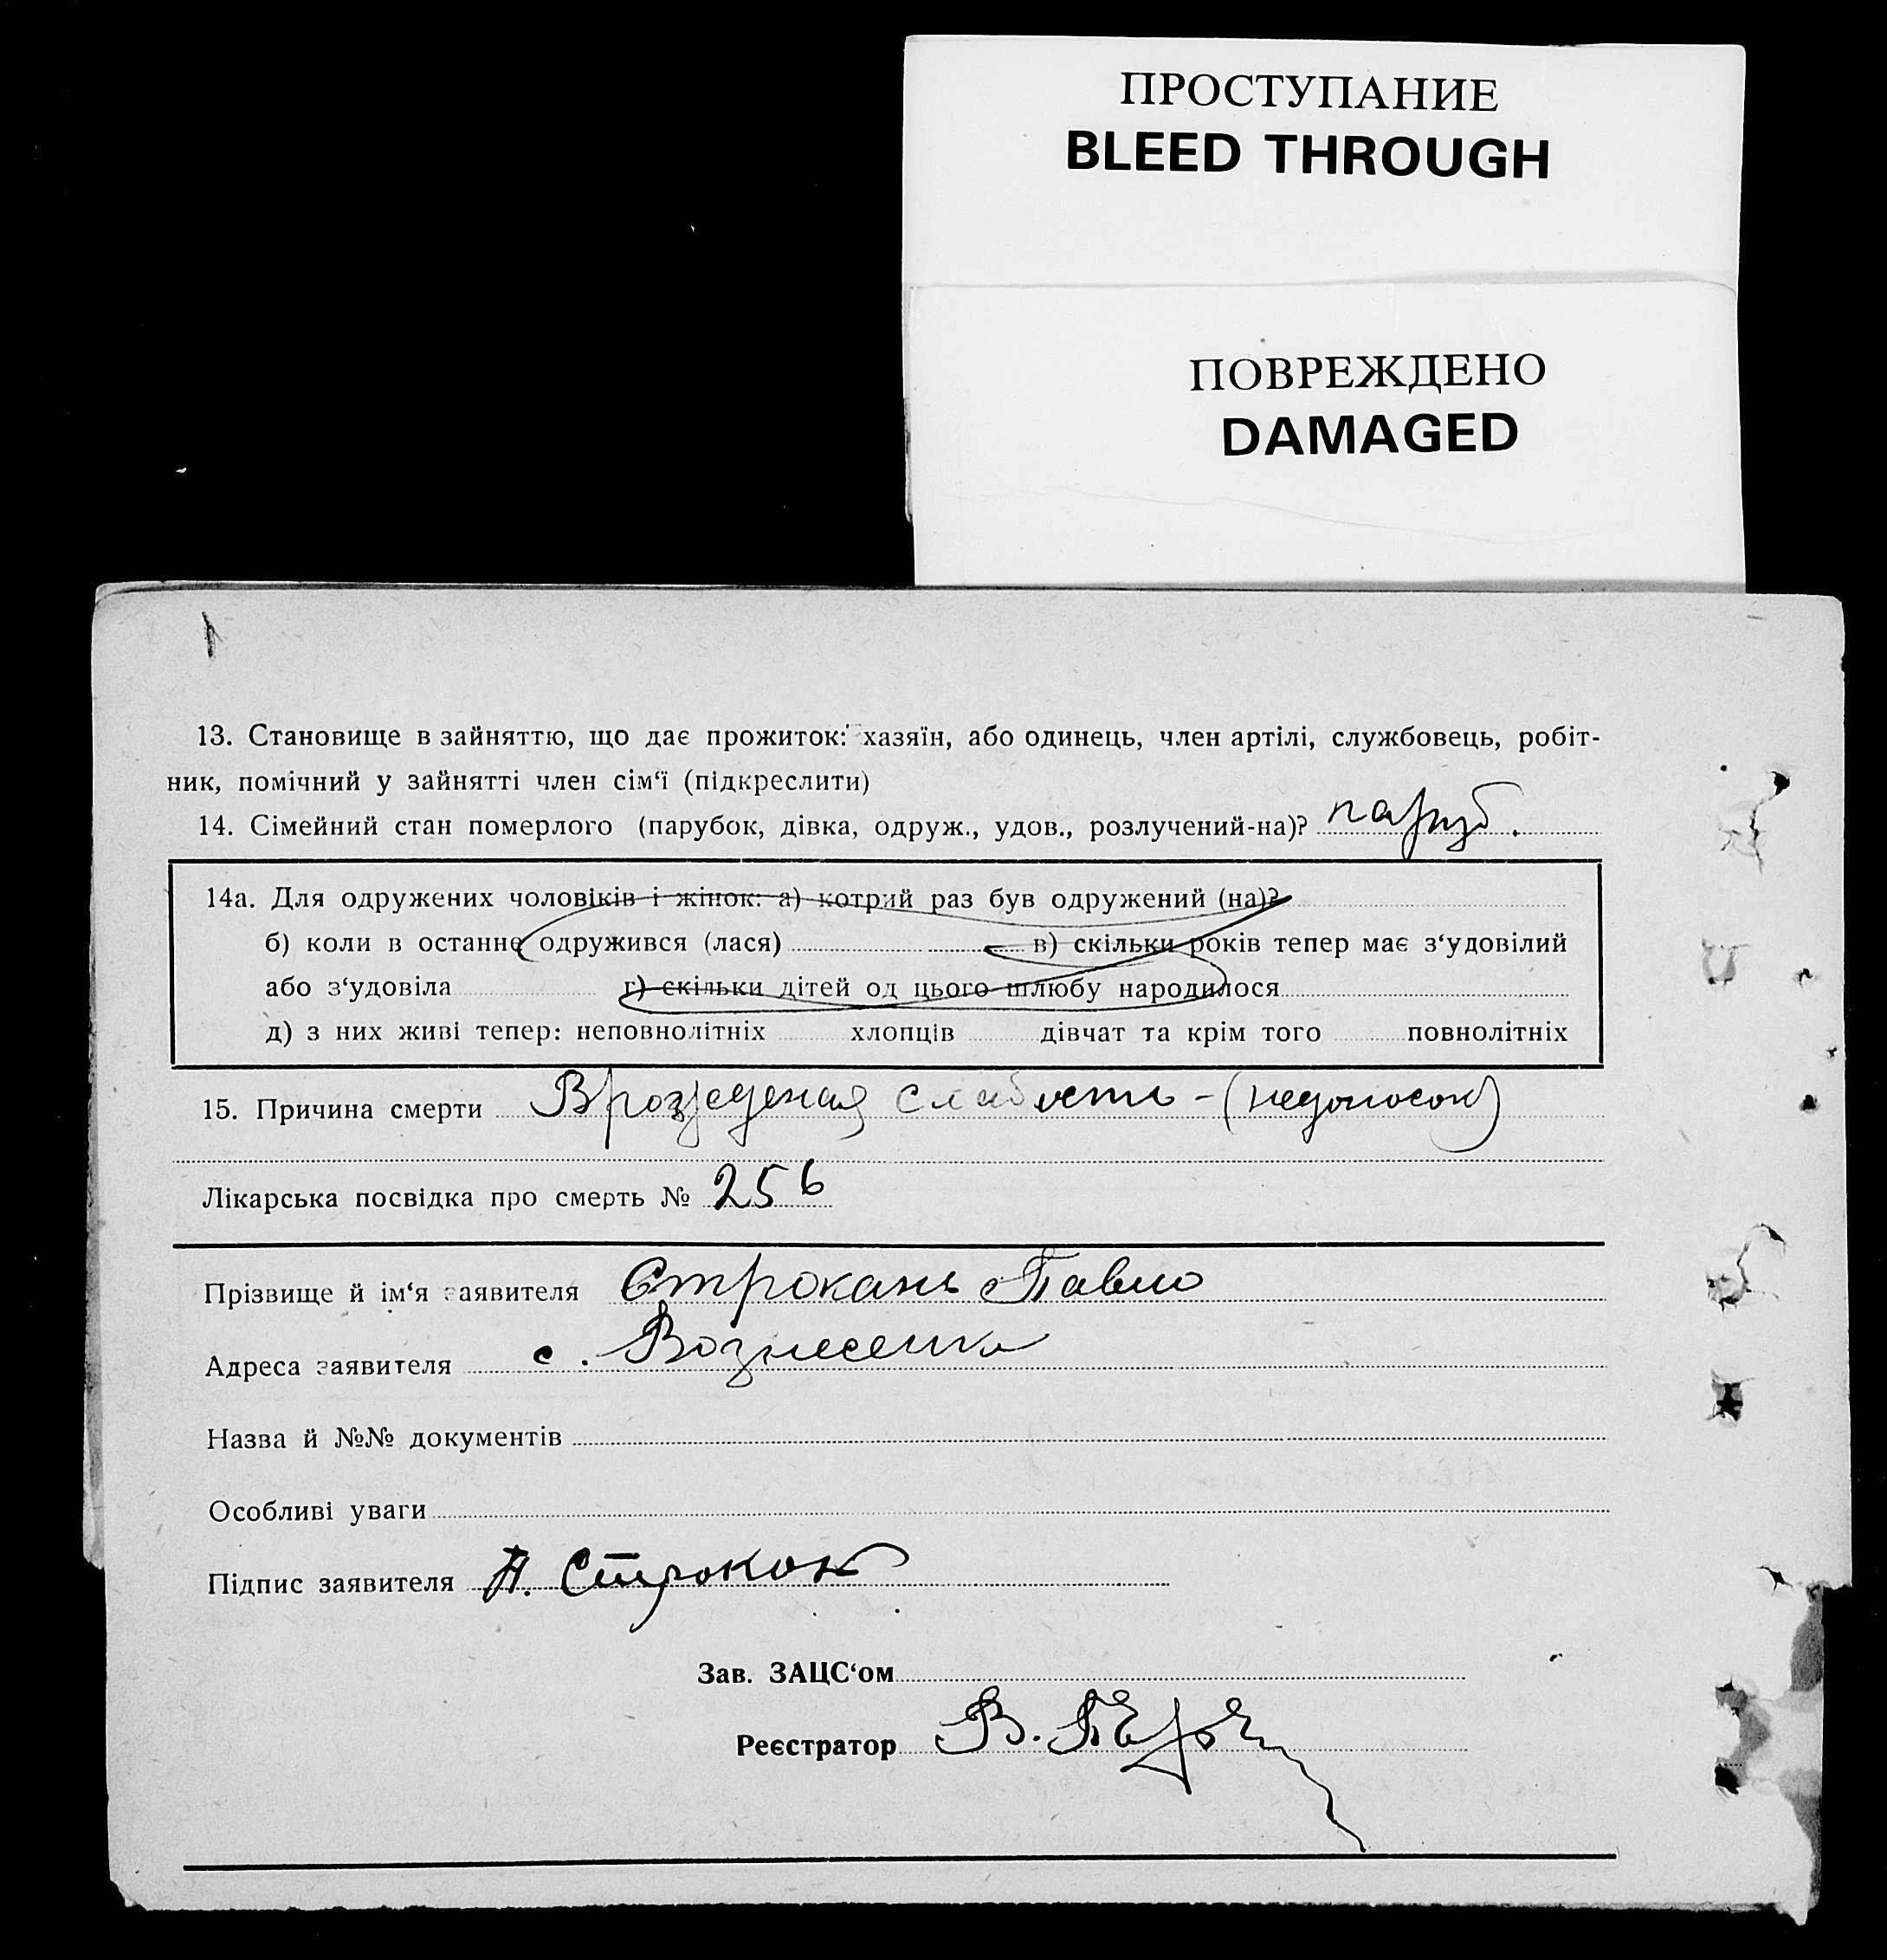 ПРОСТУПАНИЕ
BLEED THROUGH
ПОВРЕЖДЕНО
DAMAGED
13. Становище в зайняттю, що дає прожиток: хазяїн, або одинець, член артілі, службовець, робіт-
ник, помічний у зайнятті член сім‘ї (підкреслити)
14. Сімейний стан померлого (парубок, дівка, одруж., удов., розлучений-на)? паруб.
14а. Для одружених чоловіків і жінок: а) котрий раз був одружений (на)?
б) коли в останнє одружився (лася) в) скільки років тепер має з‘удовілий
або з‘удовіла г) скільки дітей од цього шлюбу народилося
д) з них живі тепер: неповнолітніх хлопців дівчат та крім того повнолітніх
15. Причина смерти Врожденая слабость - (недоносок)
Лікарська посвідка про смерть № 256
Прізвище й ім‘я заявителя Строкань Павло
Адреса заявителя с. Вознесенка
Назва й №№ документів
Особливі уваги
Підпис заявителя П. Строкан
Зав. ЗАЦС‘ом
Реєстратор В.